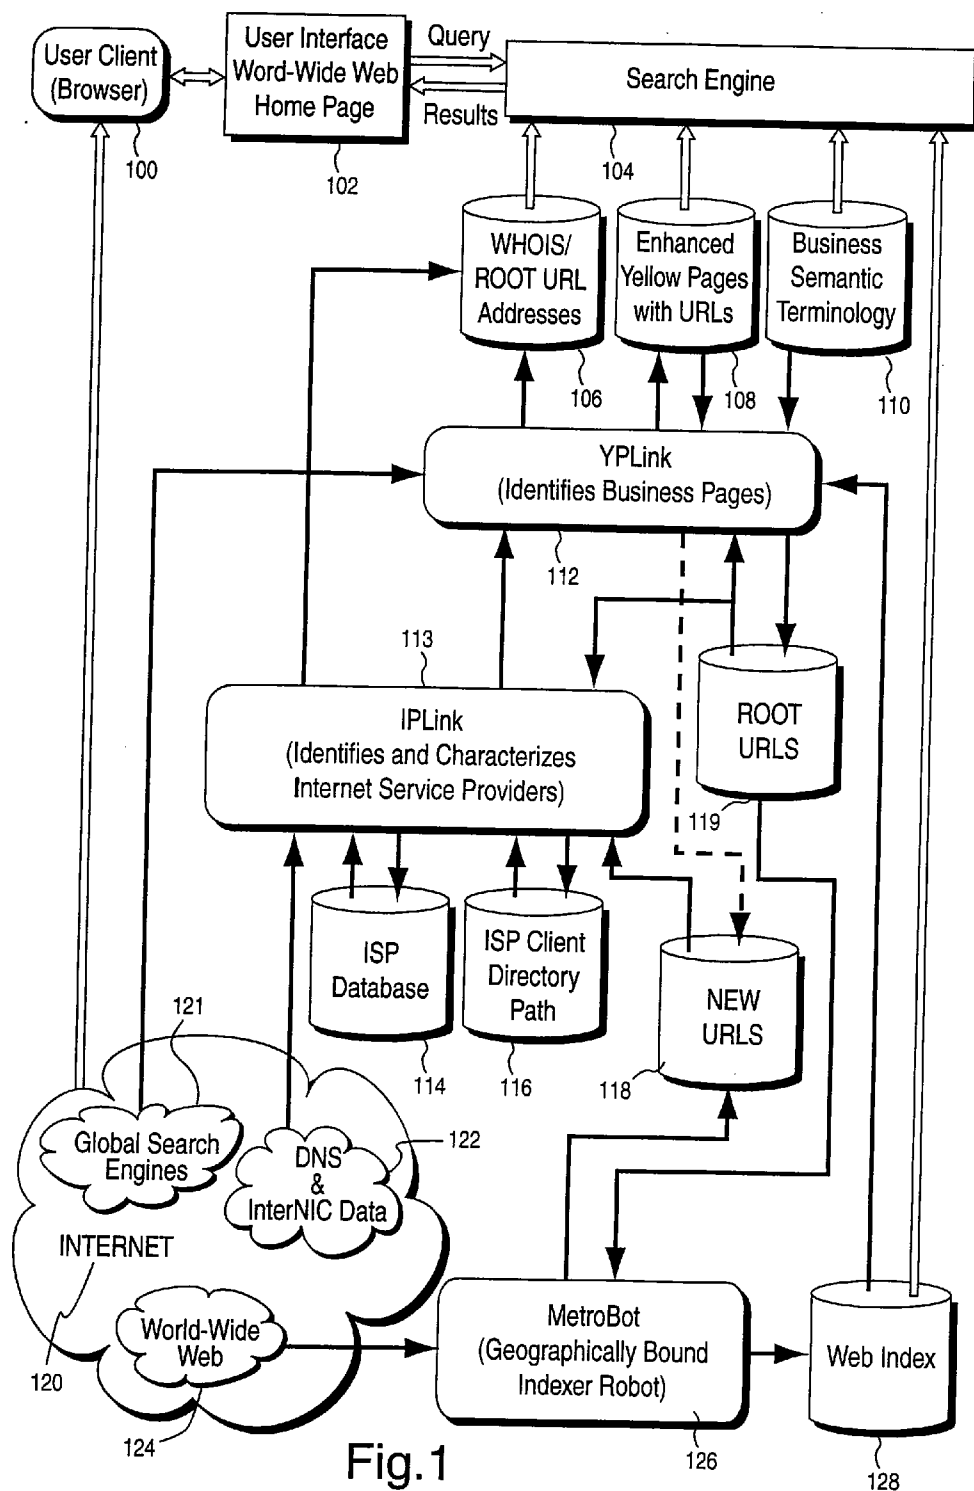 User Client
(Browser)
100
User Interface
Word-Wide Web
Home Page
102
Query
Results
Search Engine
104
WHOIS/
ROOT URL
Addresses
106
Enhanced
Yellow Pages
with URLs
108
Business
Semantic
Terminology
110
YPLink
(Identifies Business Pages)
112
113
IPLink
(Identifies and Characterizes
Internet Service Providers)
ROOT
URLS
119
ISP
Database
114
ISP Client
Directory
Path
116
NEW
URLS
118
121
Global Search
Engines
122
DNS
&
InterNIC Data
INTERNET
120
World-Wide
Web
124
MetroBot
(Geographically Bound
Indexer Robot)
126
Web Index
128
Fig.1